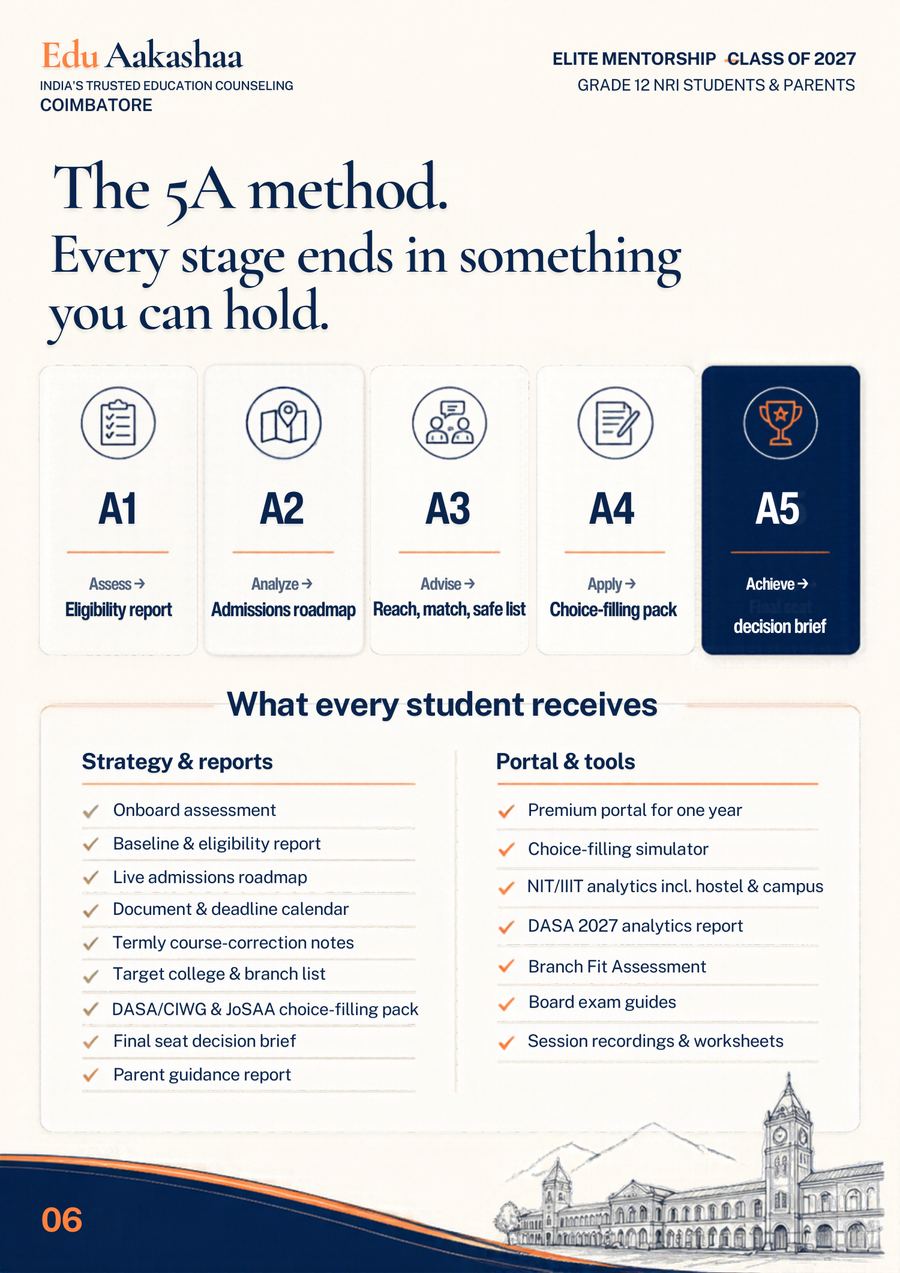 Edu Aakashaa
INDIA'S TRUSTED EDUCATION COUNSELING
COIMBATORE
ELITE MENTORSHIP - CLASS OF 2027
GRADE 12 NRI STUDENTS & PARENTS
The 5A method.
Every stage ends in something
you can hold.
A1
Assess →
Eligibility report
A2
Analyze →
Admissions roadmap
A3
Advise →
Reach, match, safe list
A4
Apply →
Choice-filling pack
A5
Achieve →
Final seat
decision brief
What every student receives
Strategy & reports
Onboard assessment
Baseline & eligibility report
Live admissions roadmap
Document & deadline calendar
Termly course-correction notes
Target college & branch list
DASA/CIWG & JoSAA choice-filling pack
Final seat decision brief
Parent guidance report
Portal & tools
Premium portal for one year
Choice-filling simulator
NIT/IIIT analytics incl. hostel & campus
DASA 2027 analytics report
Branch Fit Assessment
Board exam guides
Session recordings & worksheets
06